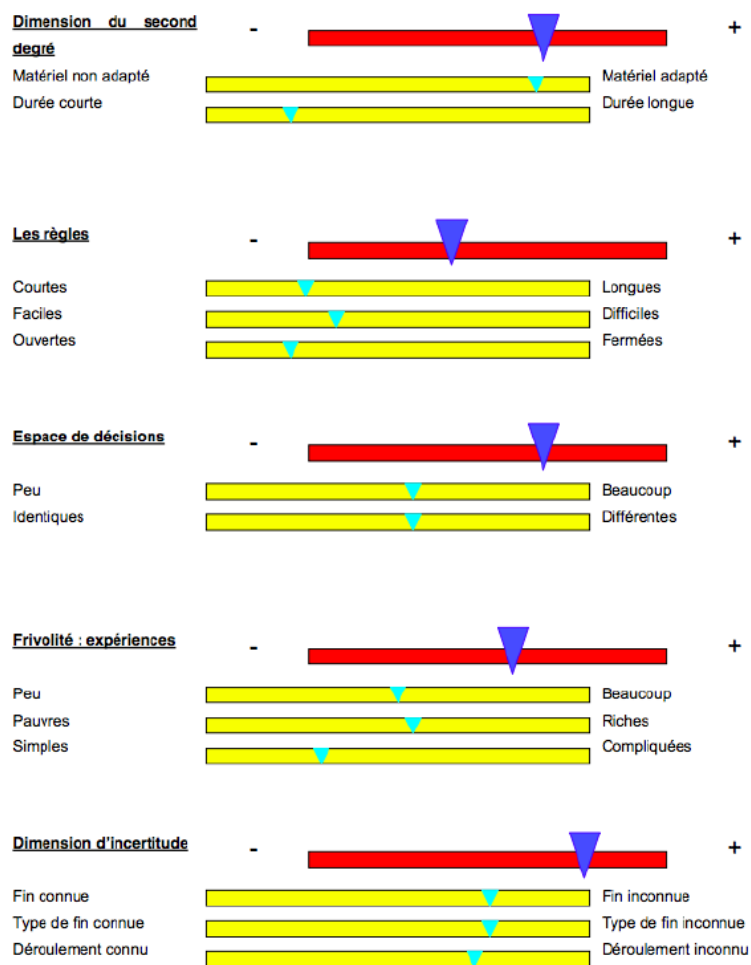 Dimension du second degré - +
Matériel non adapté Matériel adapté
Durée courte Durée longue
Les règles - +
Courtes Longues
Faciles Difficiles
Ouvertes Fermées
Espace de décisions - +
Peu Beaucoup
Identiques Différentes
Frivolité : expériences - +
Peu Beaucoup
Pauvres Riches
Simples Compliquées
Dimension d'incertitude - +
Fin connue Fin inconnue
Type de fin connue Type de fin inconnue
Déroulement connu Déroulement inconnu